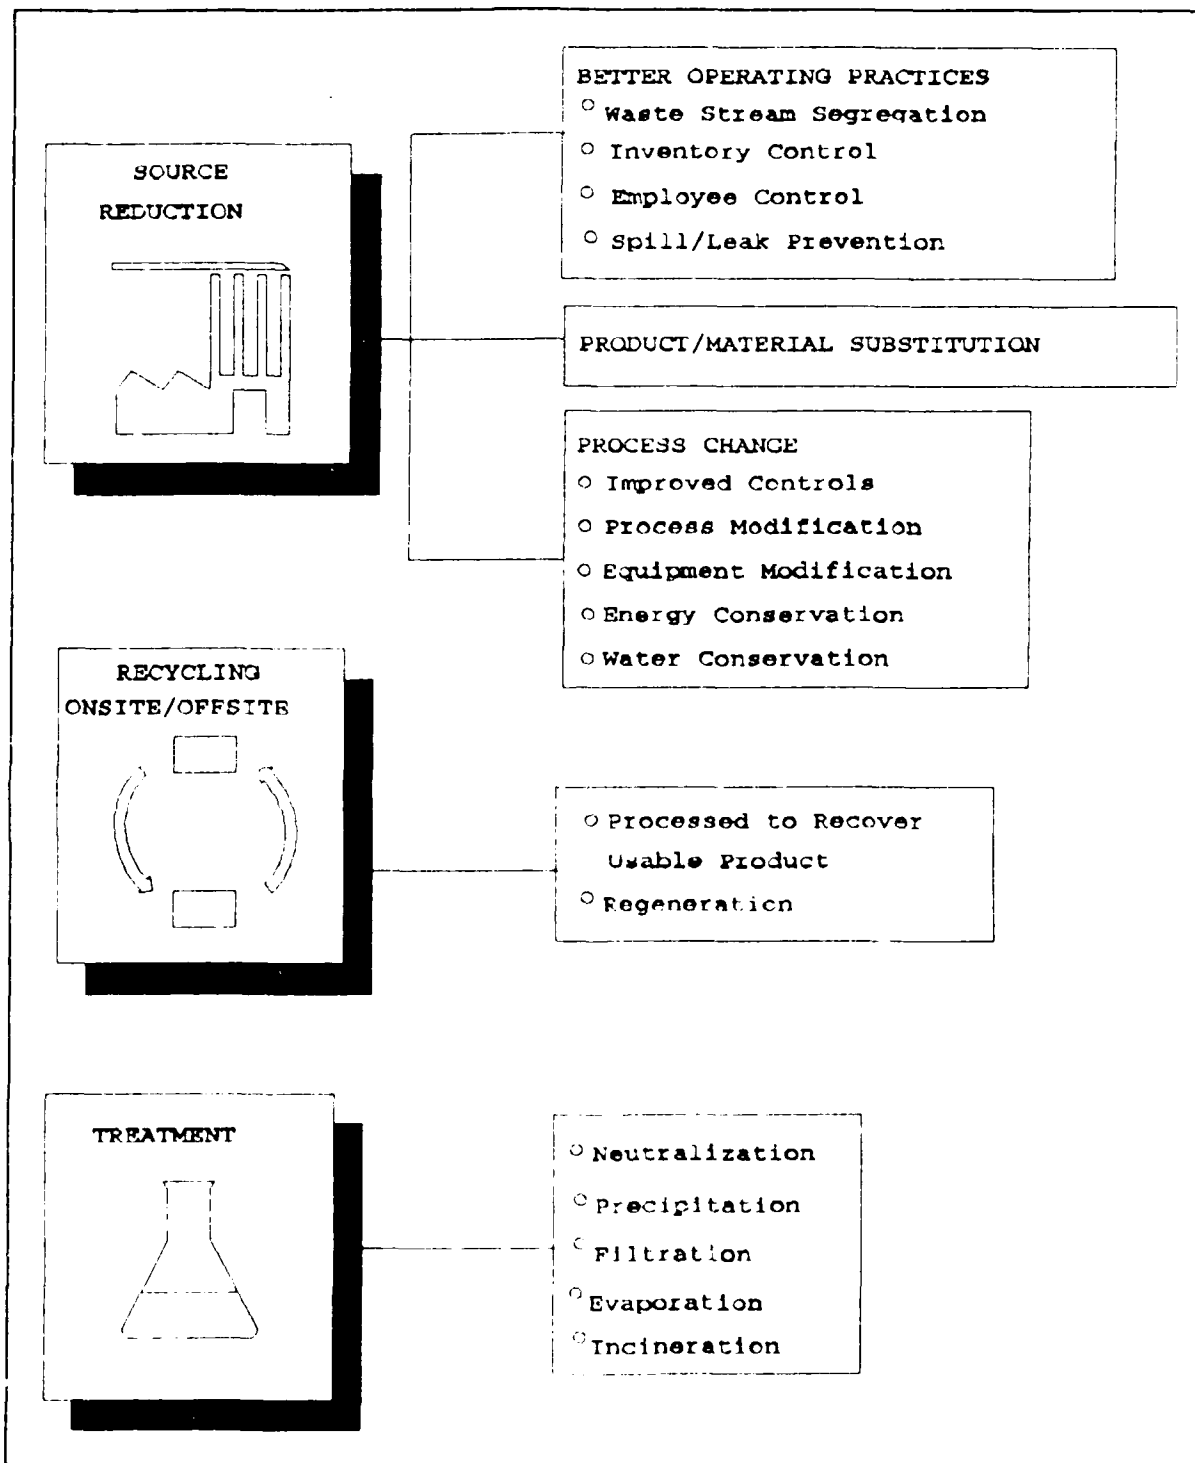 SOURCE
REDUCTION
BETTER OPERATING PRACTICES
○ Waste Stream Segregation
○ Inventory Control
○ Employee Control
○ Spill/Leak Prevention
PRODUCT/MATERIAL SUBSTITUTION
PROCESS CHANGE
○ Improved Controls
○ Process Modification
○ Equipment Modification
○ Energy Conservation
○ Water Conservation
RECYCLING
ONSITE/OFFSITE
○ Processed to Recover
Usable Product
○ Regeneration
TREATMENT
○ Neutralization
○ Precipitation
○ Filtration
○ Evaporation
○ Incineration